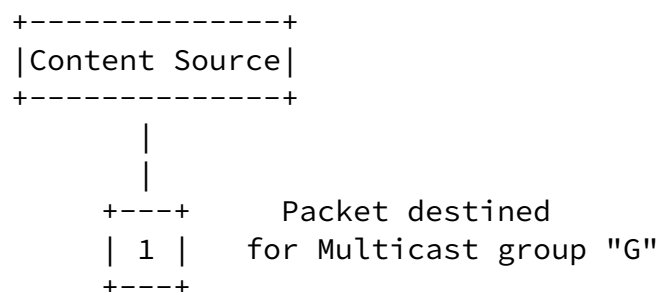 +--------------+
|Content Source|
+--------------+
|
|
+---+ Packet destined
| 1 | for Multicast group "G"
+---+